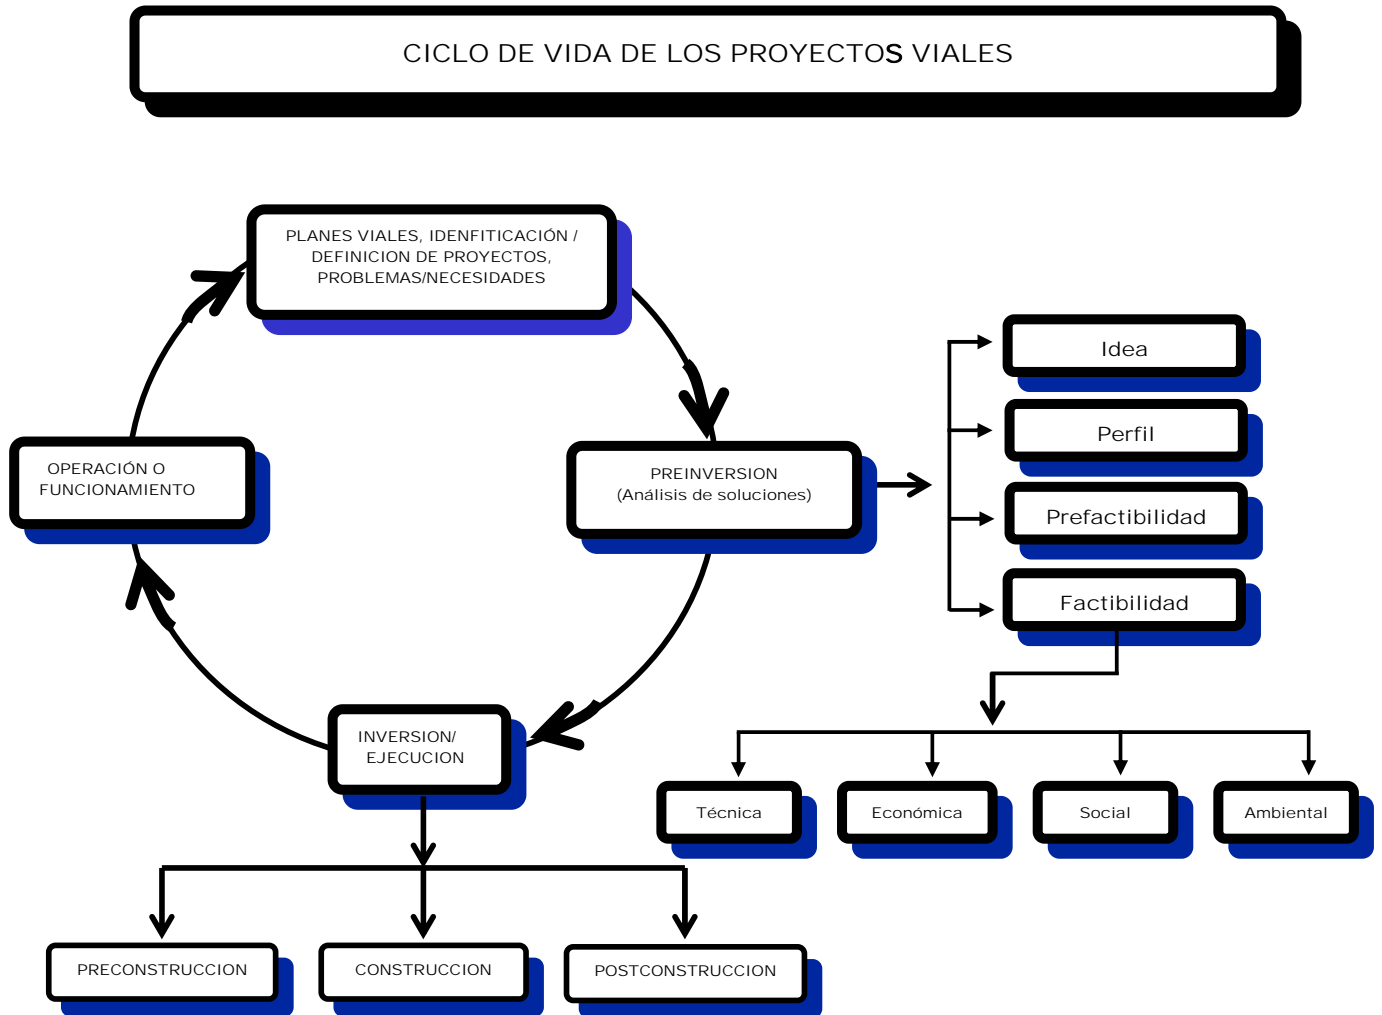 CICLO DE VIDA DE LOS PROYECTOS VIALES
PLANES VIALES, IDENFITICACIÓN /
DEFINICION DE PROYECTOS,
PROBLEMAS/NECESIDADES
OPERACIÓN O
FUNCIONAMIENTO
PREINVERSION
(Análisis de soluciones)
Idea
Perfil
Prefactibilidad
Factibilidad
INVERSION/
EJECUCION
Técnica
Económica
Social
Ambiental
PRECONSTRUCCION
CONSTRUCCION
POSTCONSTRUCCION